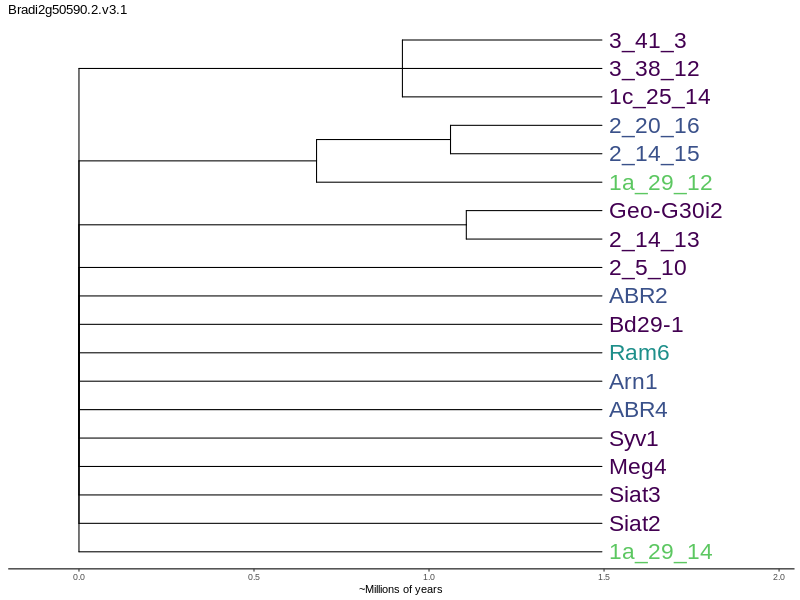 Bradi2g50590.2.v3.1
3_41_3
3_38_12
1c_25_14
2_20_16
2_14_15
1a_29_12
Geo-G30i2
2_14_13
2_5_10
ABR2
Bd29-1
Ram6
Arn1
ABR4
Syv1
Meg4
Siat3
Siat2
1a_29_14
0.0 0.5 1.0 1.5 2.0
~Millions of years